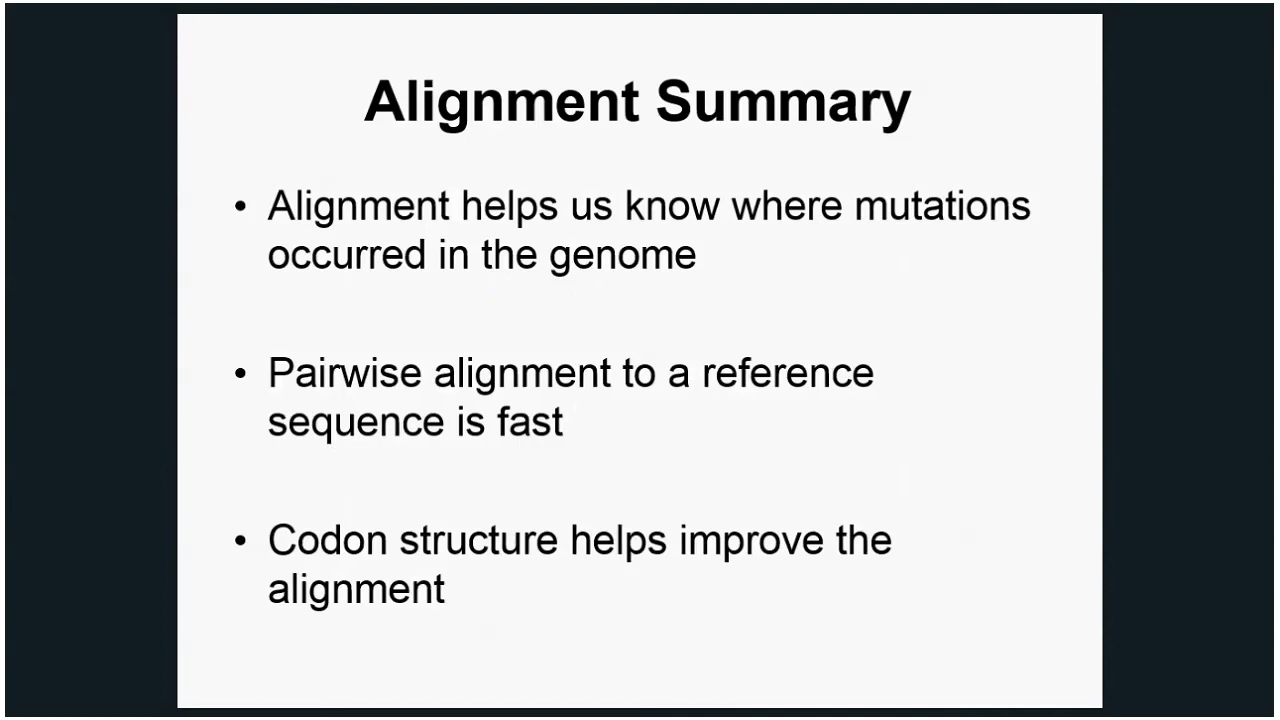 Alignment Summary
• Alignment helps us know where mutations
occurred in the genome
• Pairwise alignment to a reference
sequence is fast
• Codon structure helps improve the
alignment